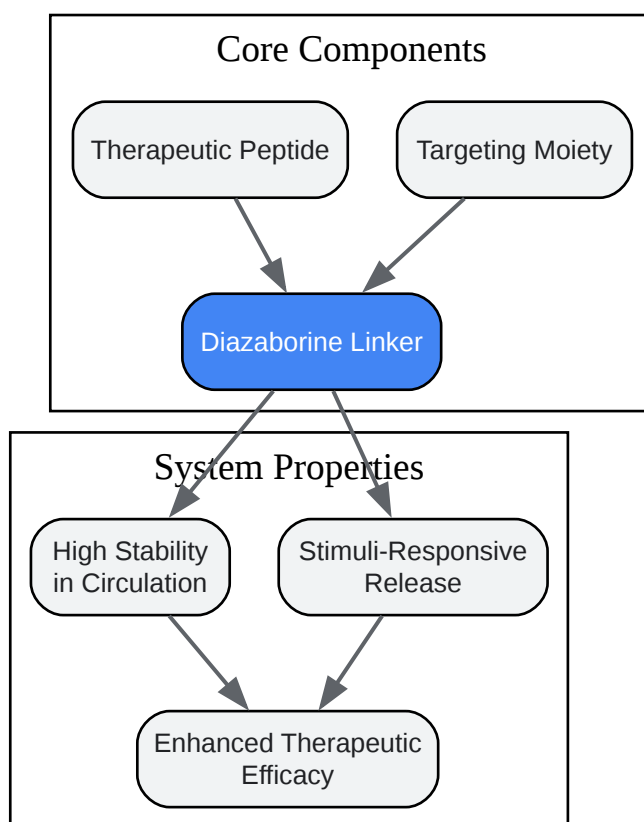 Core Components
Therapeutic Peptide
Targeting Moiety
Diazaborine Linker
System Properties
High Stability
in Circulation
Stimuli-Responsive
Release
Enhanced Therapeutic
Efficacy